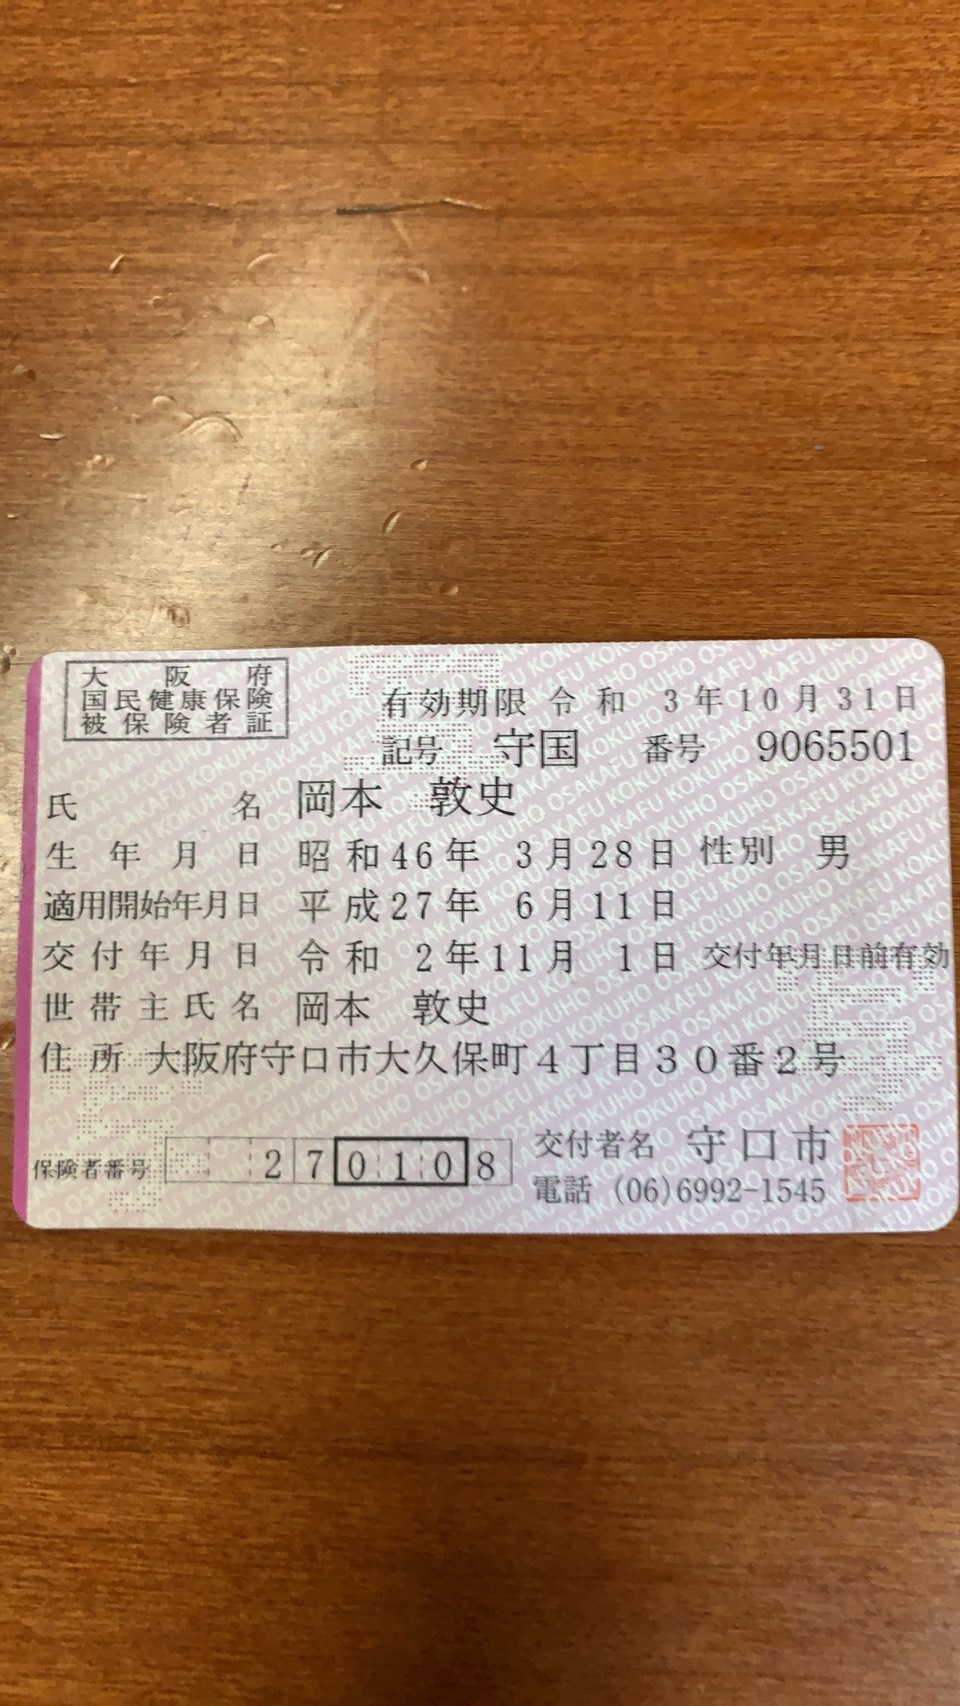 大阪府
国民健康保険
被保険者証
有効期限 令和 3年10月31日
記号 守国 番号 9065501
氏名 岡本 敦史
生年月日 昭和46年 3月28日 性別 男
適用開始年月日 平成27年 6月11日
交付年月日 令和 2年11月 1日 交付年月日前有効
世帯主氏名 岡本 敦史
住所 大阪府守口市大久保町4丁目30番2号
保険者番号 270108 交付者名 守口市
電話 (06)6992-1545
OSAKAFU KOKUHO